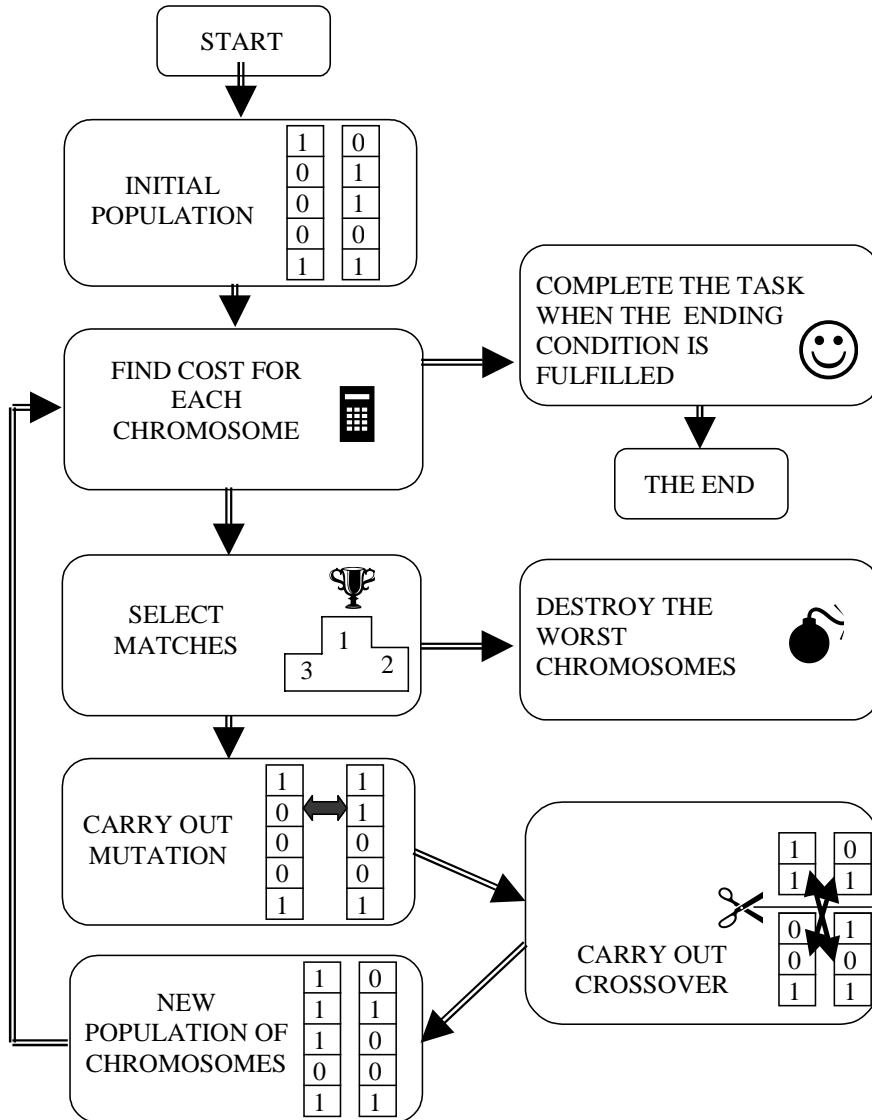 START
INITIAL
POPULATION
1 0
0 1
0 1
0 0
1 1
FIND COST FOR
EACH
CHROMOSOME
COMPLETE THE TASK
WHEN THE ENDING
CONDITION IS
FULFILLED
THE END
SELECT
MATCHES
1
3 2
DESTROY THE
WORST
CHROMOSOMES
CARRY OUT
MUTATION
1 1
0 1
0 0
0 0
1 1
CARRY OUT
CROSSOVER
1 0
1 1
0 1
0 0
1 1
NEW
POPULATION OF
CHROMOSOMES
1 0
1 1
1 0
0 0
1 1